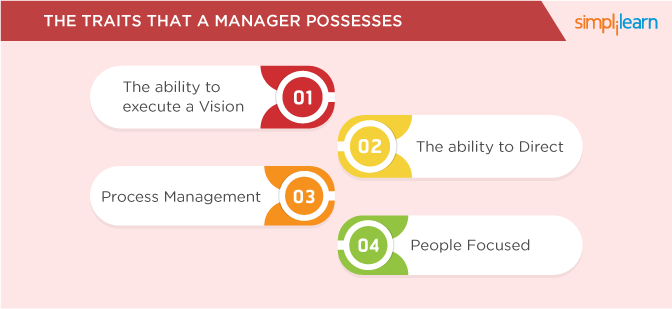 THE TRAITS THAT A MANAGER POSSESSES
simplilearn
The ability to
execute a Vision
01
02
The ability to Direct
Process Management
03
04
People Focused